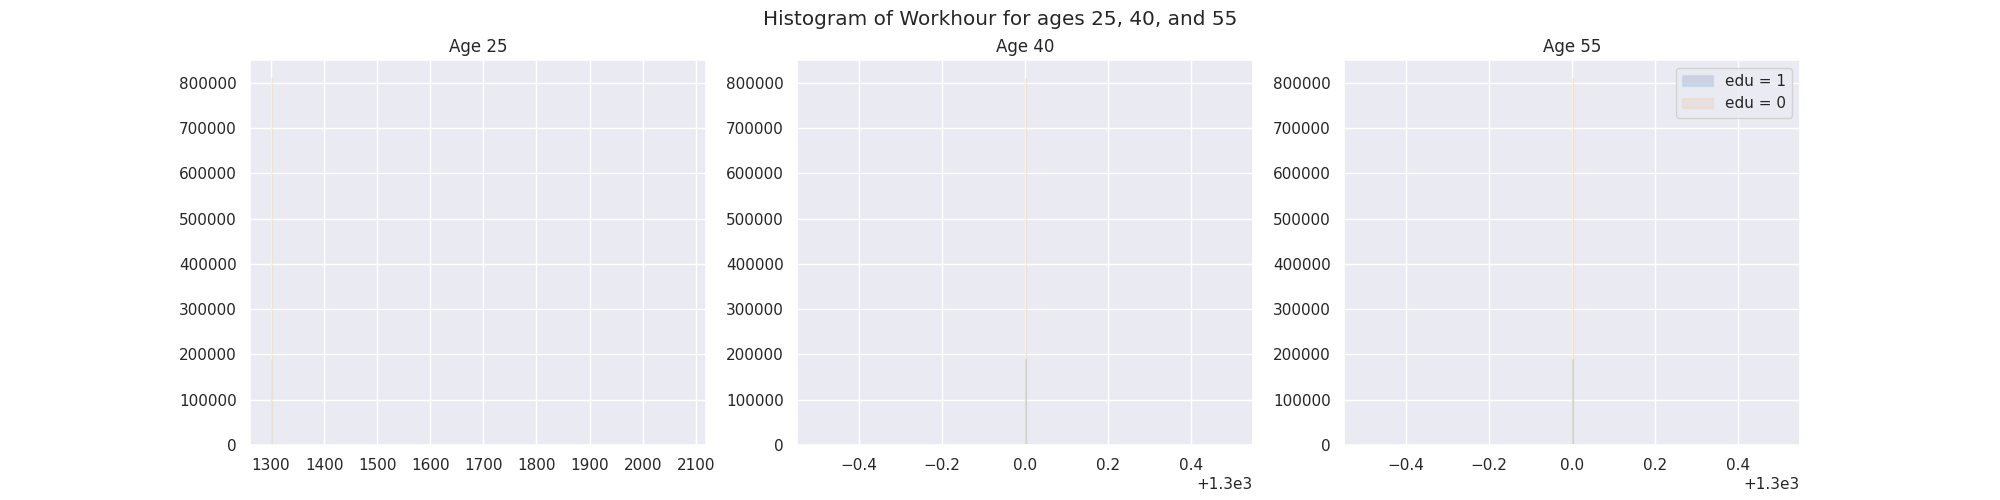 Histogram of Workhour for ages 25, 40, and 55
Age 25
800000
700000
600000
500000
400000
300000
200000
100000
0
1300 1400 1500 1600 1700 1800 1900 2000 2100
Age 40
800000
700000
600000
500000
400000
300000
200000
100000
0
−0.4 −0.2 0.0 0.2 0.4
+1.3e3
Age 55
800000
700000
600000
500000
400000
300000
200000
100000
0
−0.4 −0.2 0.0 0.2 0.4
+1.3e3
edu = 1
edu = 0